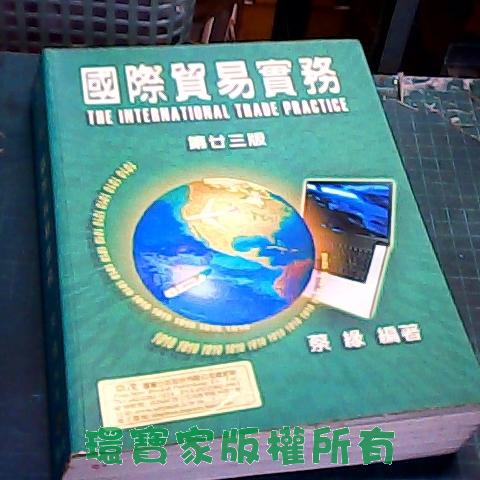 國際貿易實務
THE INTERNATIONAL TRADE PRACTICE
第廿三版
蔡 緣 編著
環寶家版權所有